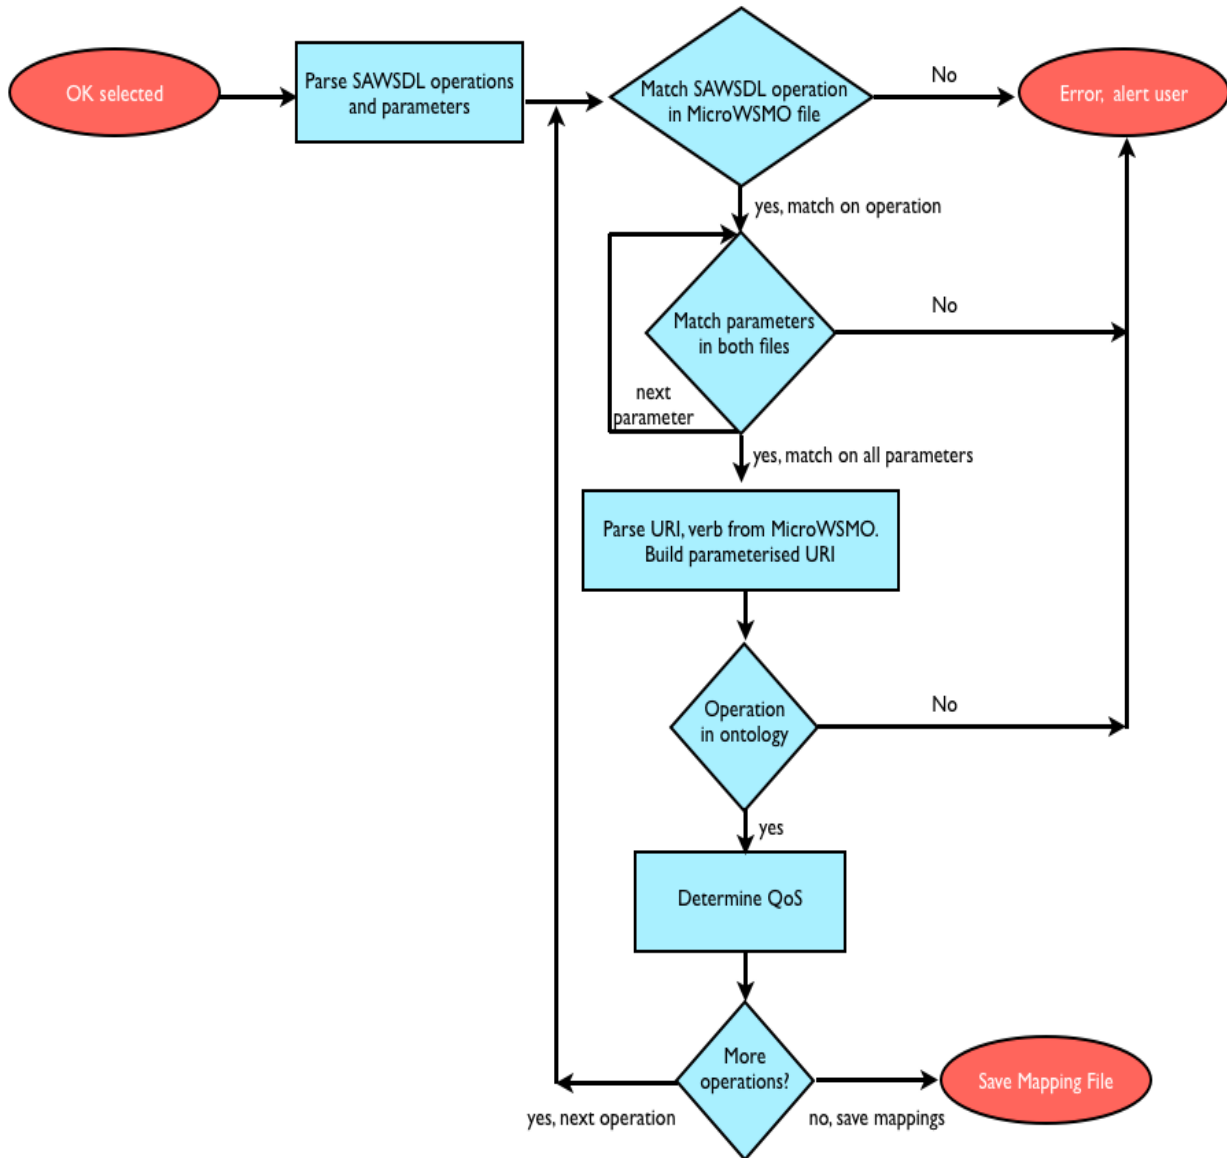 OK selected
Parse SAWSDL operations
and parameters
Match SAWSDL operation
in MicroWSMO file
No
Error, alert user
yes, match on operation
Match parameters
in both files
No
next
parameter
yes, match on all parameters
Parse URI, verb from MicroWSMO.
Build parameterised URI
Operation
in ontology
No
yes
Determine QoS
More
operations?
yes, next operation
no, save mappings
Save Mapping File